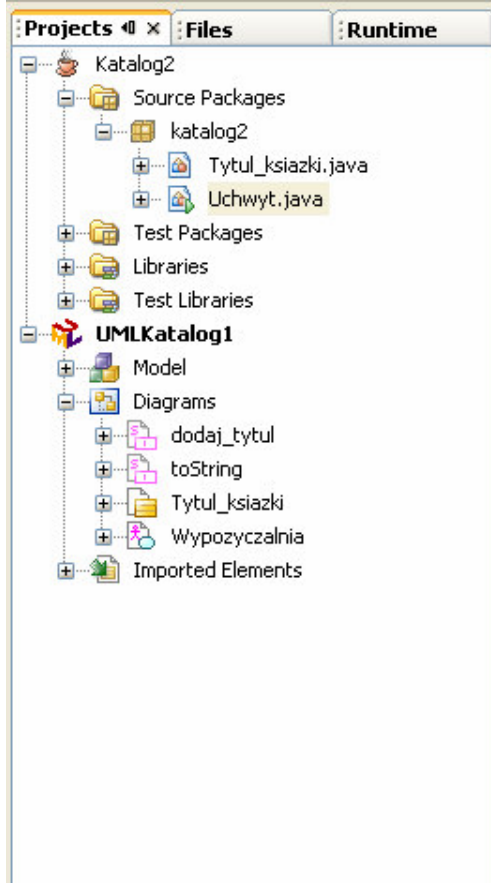 Projects Files Runtime
Katalog2
Source Packages
katalog2
Tytul_ksiazki.java
Uchwyt.java
Test Packages
Libraries
Test Libraries
UMLKatalog1
Model
Diagrams
dodaj_tytul
toString
Tytul_ksiazki
Wypozyczalnia
Imported Elements